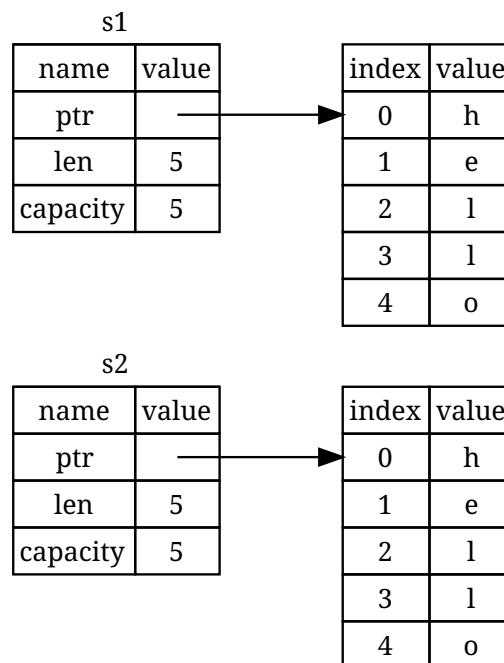 s1
name value
ptr
len 5
capacity 5
index value
0 h
1 e
2 l
3 l
4 o
s2
name value
ptr
len 5
capacity 5
index value
0 h
1 e
2 l
3 l
4 o